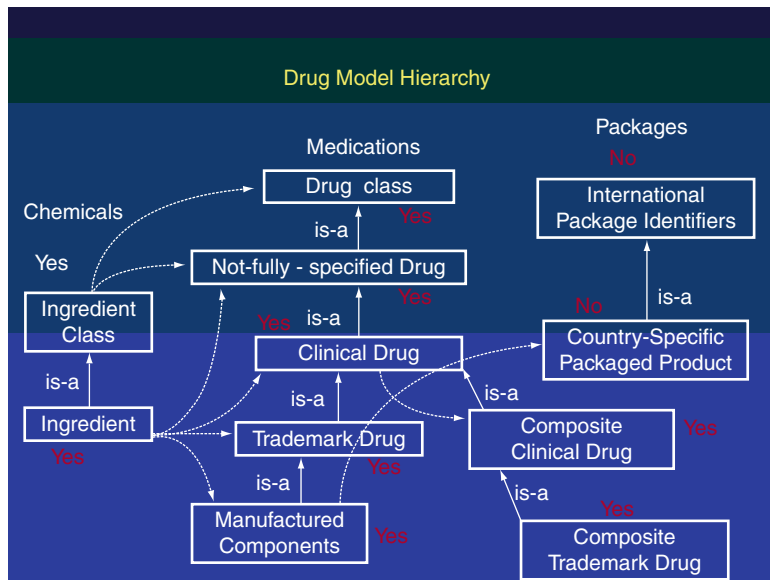 Drug Model Hierarchy
Packages
No
Medications
Drug class
Yes
International
Package Identifiers
Chemicals
is-a
Yes
Not-fully - specified Drug
Yes
is-a
No
Ingredient
Class
Yes
is-a
Clinical Drug
Country-Specific
Packaged Product
is-a
is-a
is-a
Ingredient
Yes
Trademark Drug
Yes
Composite
Clinical Drug
Yes
is-a
is-a
Manufactured
Components
Yes
Yes
Composite
Trademark Drug